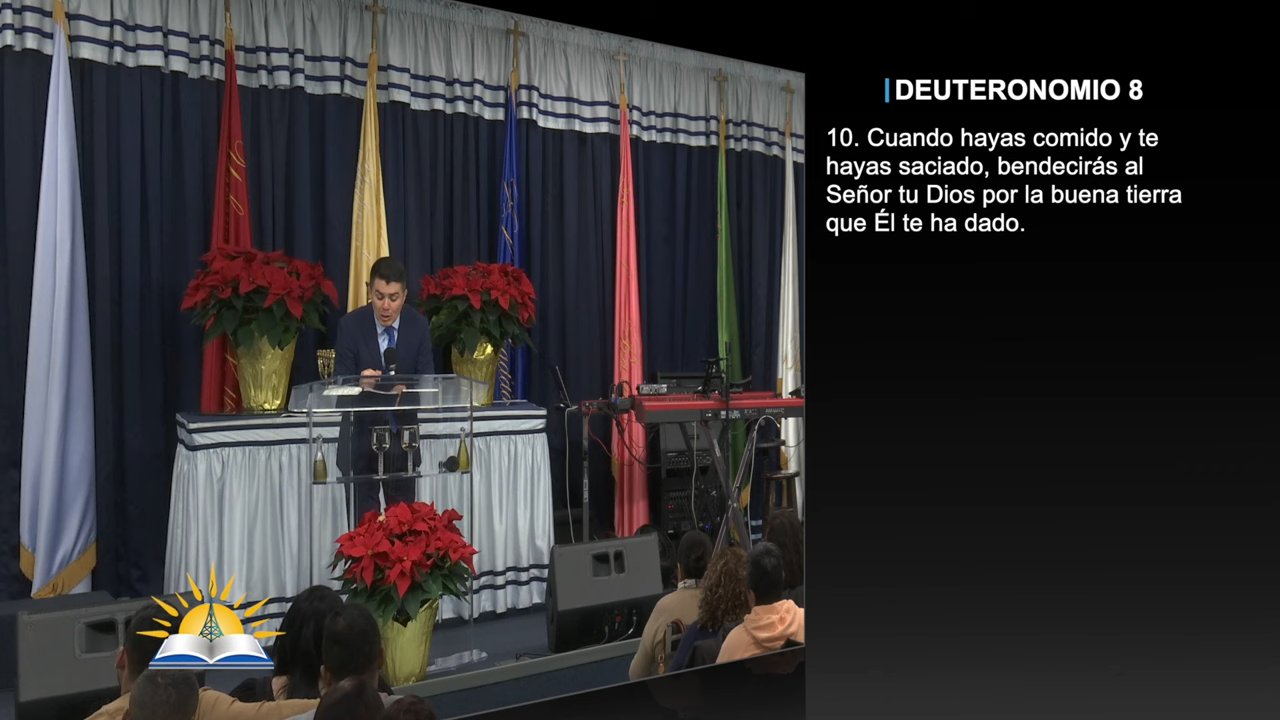 DEUTERONOMIO 8
10. Cuando hayas comido y te
hayas saciado, bendecirás al
Señor tu Dios por la buena tierra
que Él te ha dado.